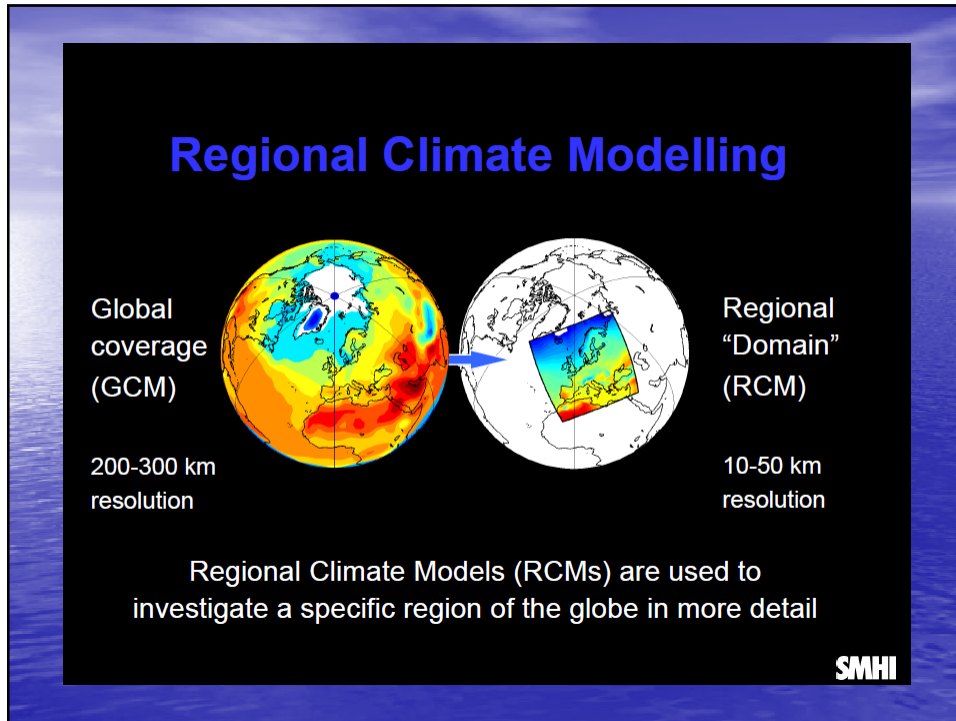 Regional Climate Modelling
Global
coverage
(GCM)
200-300 km
resolution
Regional
“Domain”
(RCM)
10-50 km
resolution
Regional Climate Models (RCMs) are used to
investigate a specific region of the globe in more detail
SMHI